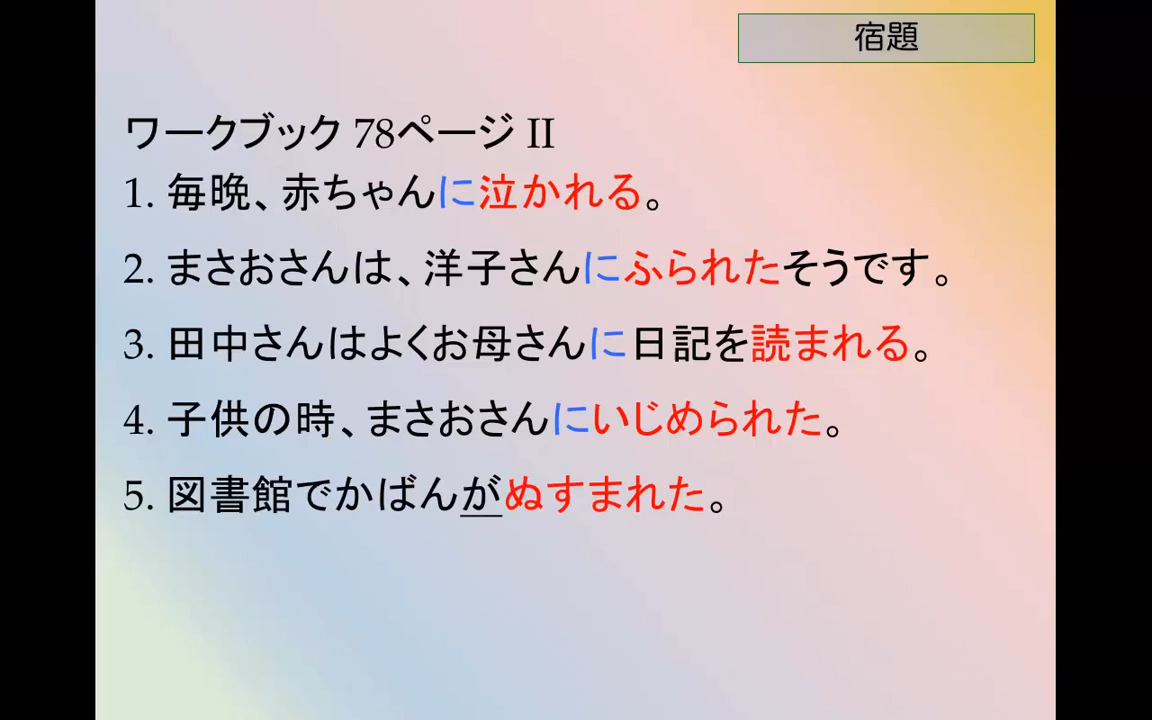 宿題
ワークブック 78ページ II
1. 毎晩、赤ちゃんに泣かれる。
2. まさおさんは、洋子さんにふられたそうです。
3. 田中さんはよくお母さんに日記を読まれる。
4. 子供の時、まさおさんにいじめられた。
5. 図書館でかばんがぬすまれた。